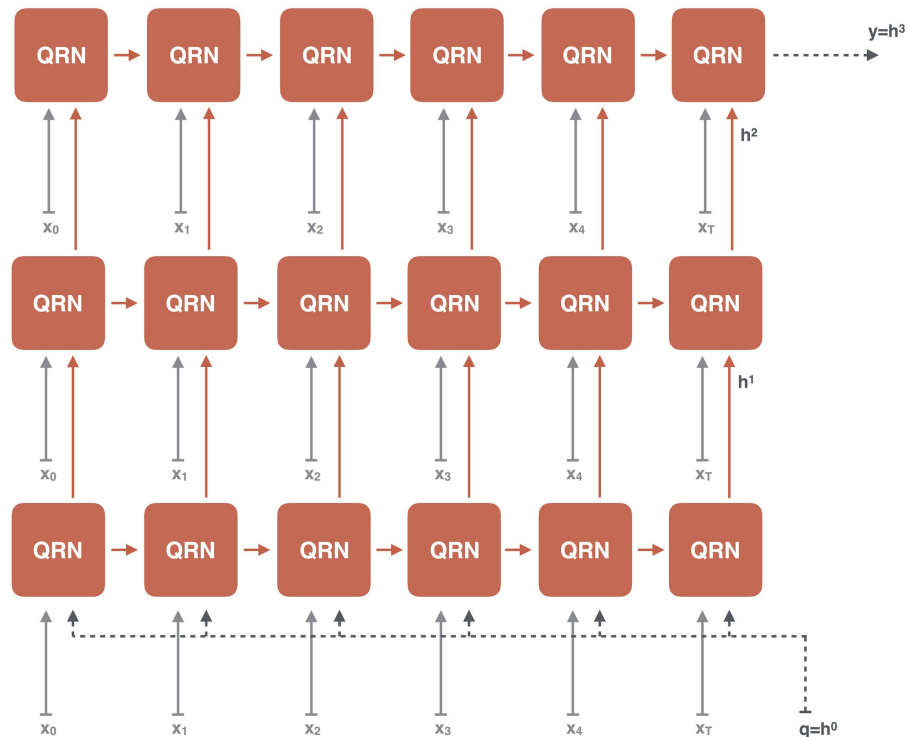 y=h³
QRN QRN QRN QRN QRN QRN
h²
x₀ x₁ x₂ x₃ x₄ x_T
QRN QRN QRN QRN QRN QRN
h¹
x₀ x₁ x₂ x₃ x₄ x_T
QRN QRN QRN QRN QRN QRN
x₀ x₁ x₂ x₃ x₄ x_T q=h⁰